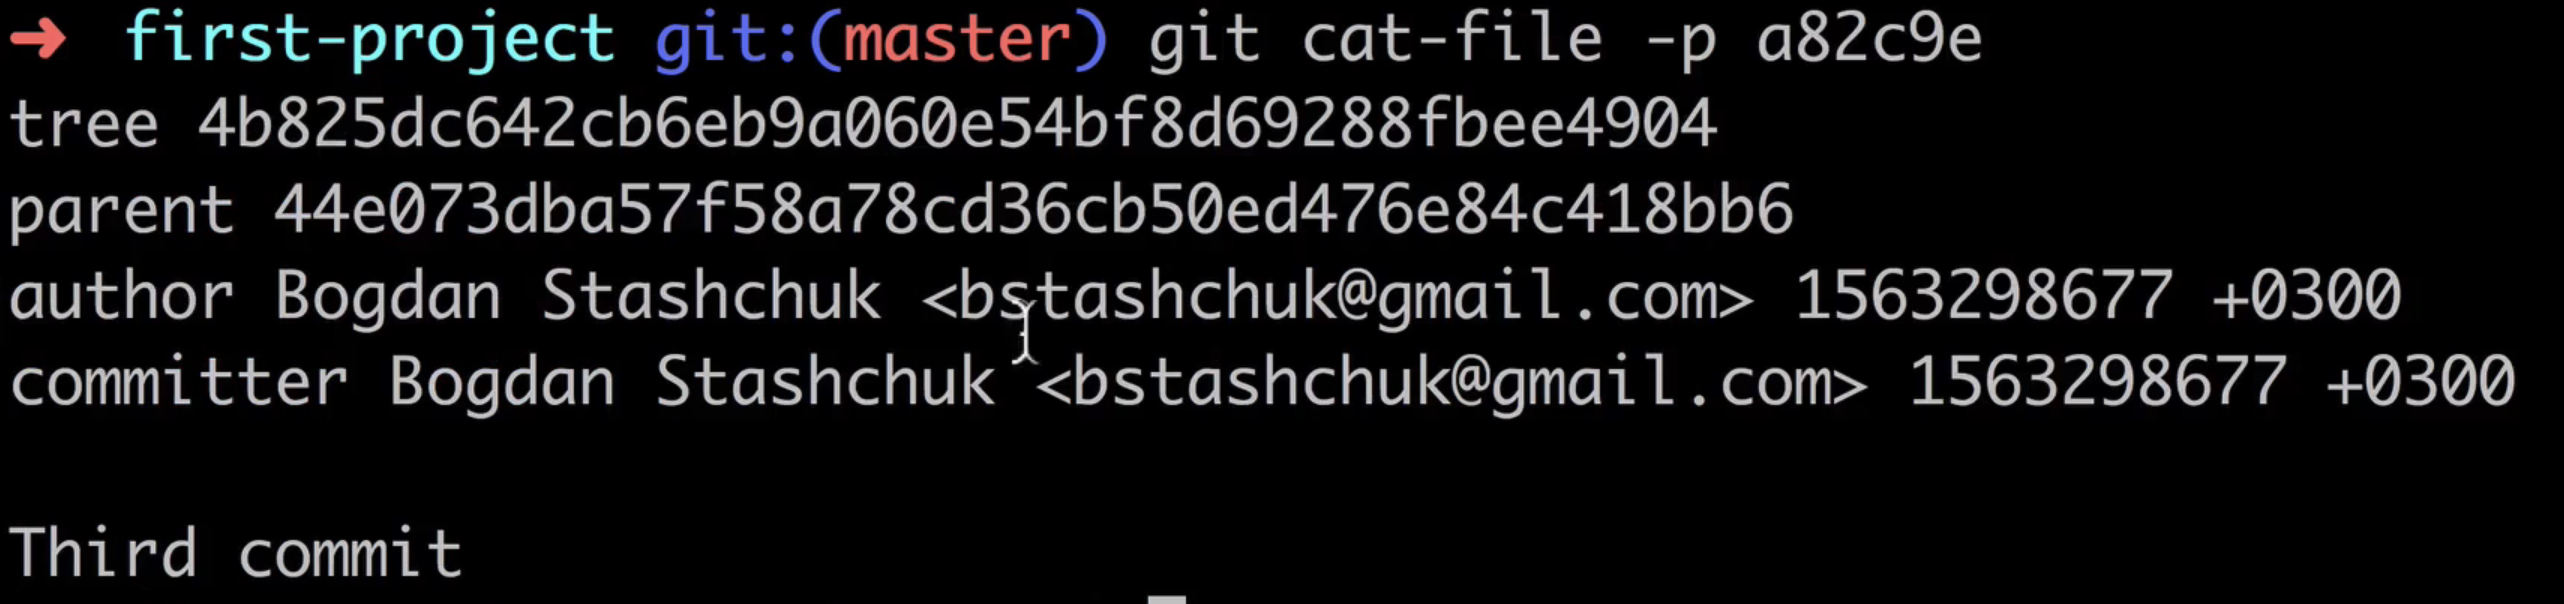 ➜ first-project git:(master) git cat-file -p a82c9e
tree 4b825dc642cb6eb9a060e54bf8d69288fbee4904
parent 44e073dba57f58a78cd36cb50ed476e84c418bb6
author Bogdan Stashchuk <bstashchuk@gmail.com> 1563298677 +0300
committer Bogdan Stashchuk <bstashchuk@gmail.com> 1563298677 +0300
Third commit